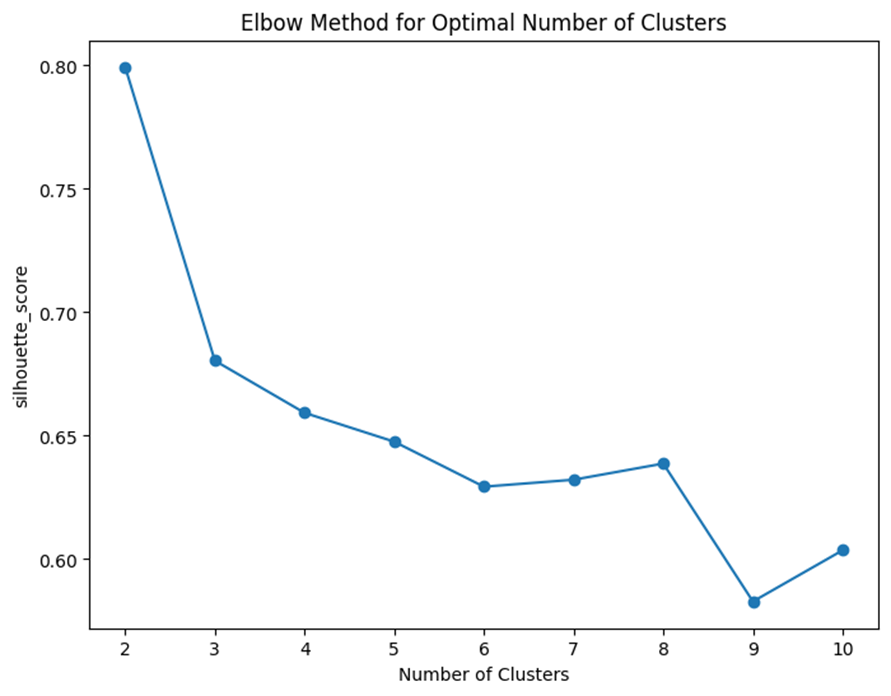 Elbow Method for Optimal Number of Clusters
0.80
0.75
0.70
0.65
0.60
silhouette_score
2 3 4 5 6 7 8 9 10
Number of Clusters